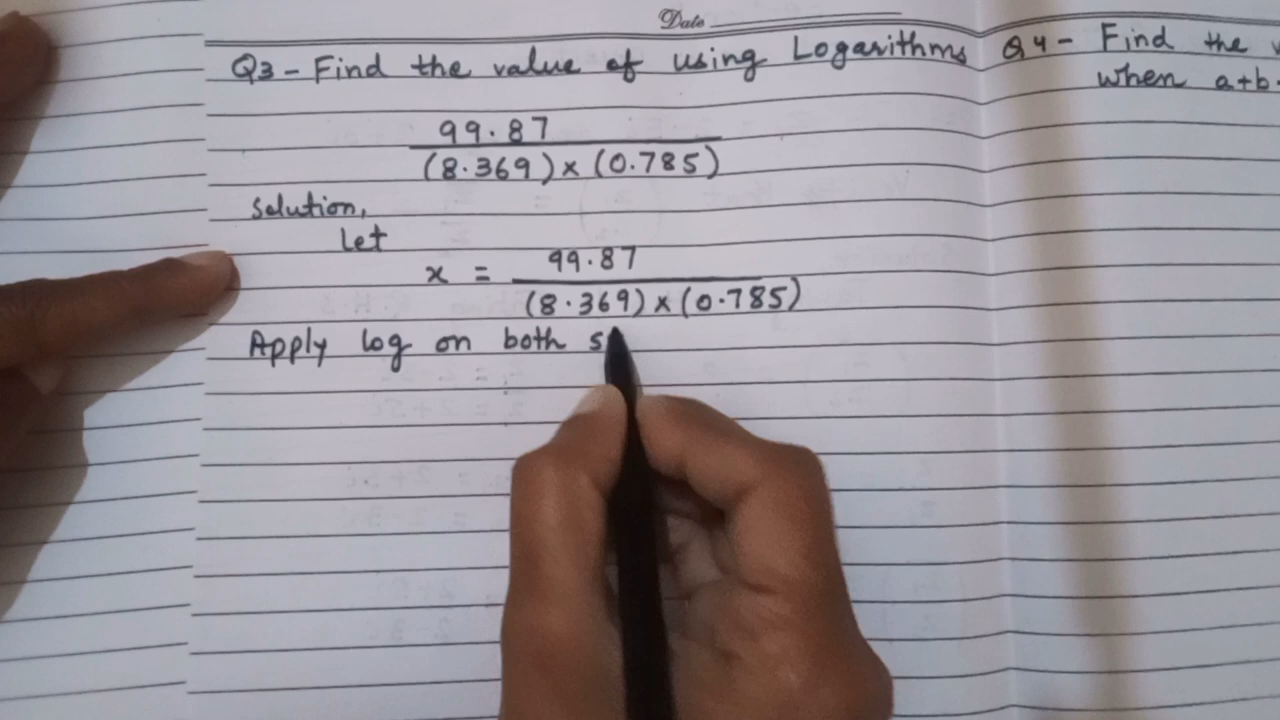 Date
Q3 - Find the value of using Logarithms
99.87
(8.369) x (0.785)
Solution,
Let
x = 99.87
(8.369) x (0.785)
Apply log on both s
Q4 - Find the
when a+b